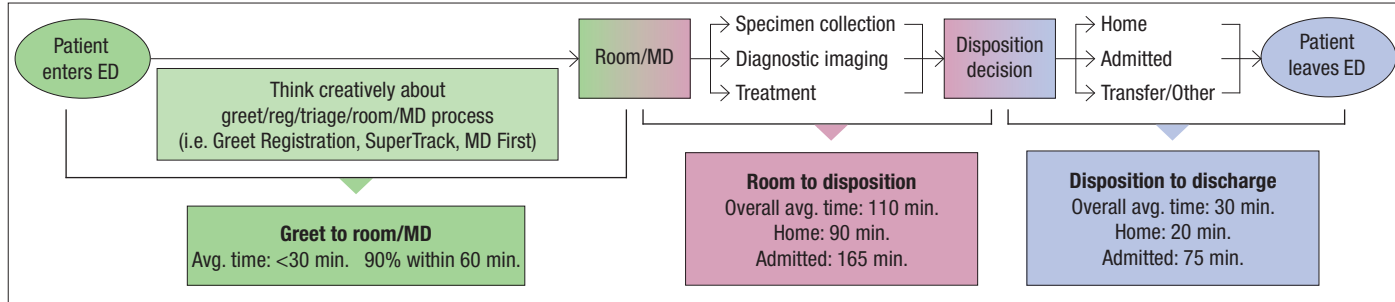 Patient
enters ED
Think creatively about
greet/reg/triage/room/MD process
(i.e. Greet Registration, SuperTrack, MD First)
Room/MD
Specimen collection
Diagnostic imaging
Treatment
Disposition
decision
Home
Admitted
Transfer/Other
Patient
leaves ED
Greet to room/MD
Avg. time: <30 min. 90% within 60 min.
Room to disposition
Overall avg. time: 110 min.
Home: 90 min.
Admitted: 165 min.
Disposition to discharge
Overall avg. time: 30 min.
Home: 20 min.
Admitted: 75 min.